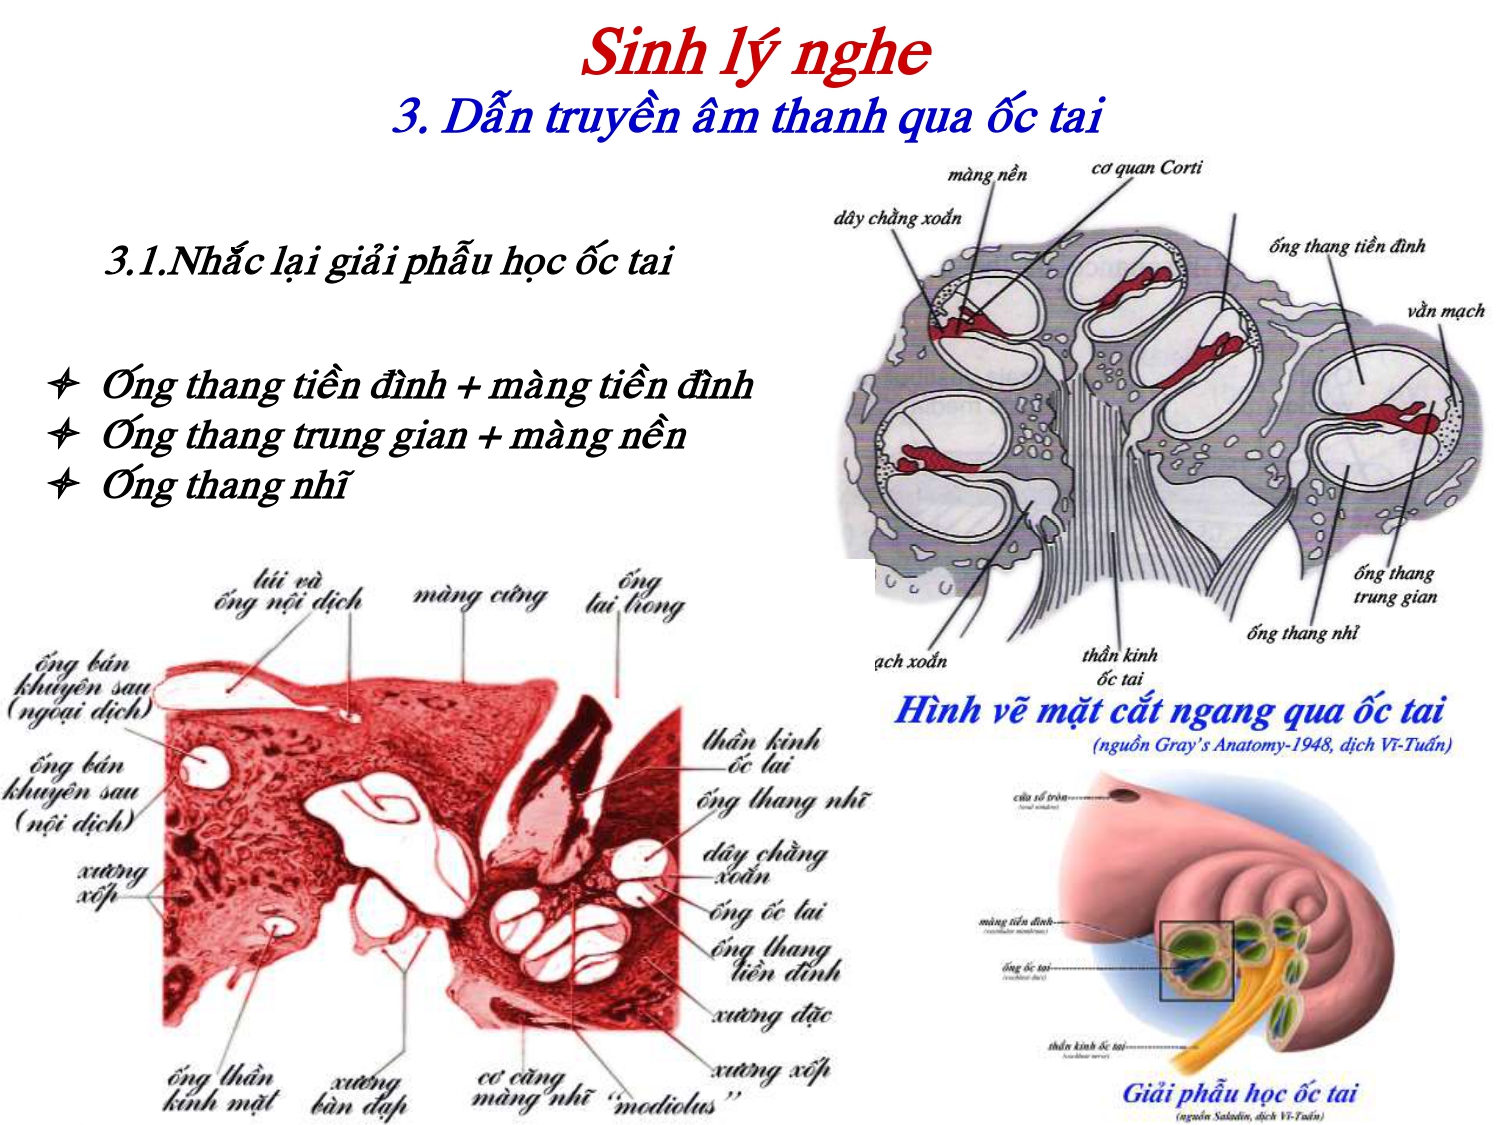 Sinh lý nghe
3. Dẫn truyền âm thanh qua ốc tai
3.1.Nhắc lại giải phẫu học ốc tai
Ống thang tiền đình + màng tiền đình
Ống thang trung gian + màng nền
Ống thang nhĩ
màng nền
cơ quan Corti
dây chằng xoắn
ống thang tiền đình
vằn mạch
ống thang
trung gian
ống thang nhỉ
thần kinh
ốc tai
ạch xoắn
Hình vẽ mặt cắt ngang qua ốc tai
(nguồn Gray's Anatomy-1948, dịch Vĩ-Tuấn)
túi và
ống nội dịch
màng cứng
ống
tai trong
ống bán
khuyên sau
(ngoại dịch)
ống bán
khuyên sau
(nội dịch)
xương
xốp
thần kinh
ốc tai
ống thang nhĩ
dây chằng
xoắn
ống ốc tai
ống thang
tiền đình
xương đặc
xương xốp
ống thần
kinh mặt
xương
bàn đạp
cơ căng
màng nhĩ
“modiolus”
cửa sổ tròn
màng tiền đình
(vestibular membrane)
ống ốc tai
(cochlear duct)
thần kinh ốc tai
(cochlear nerve)
Giải phẫu học ốc tai
(nguồn Saladin, dịch Vĩ-Tuấn)